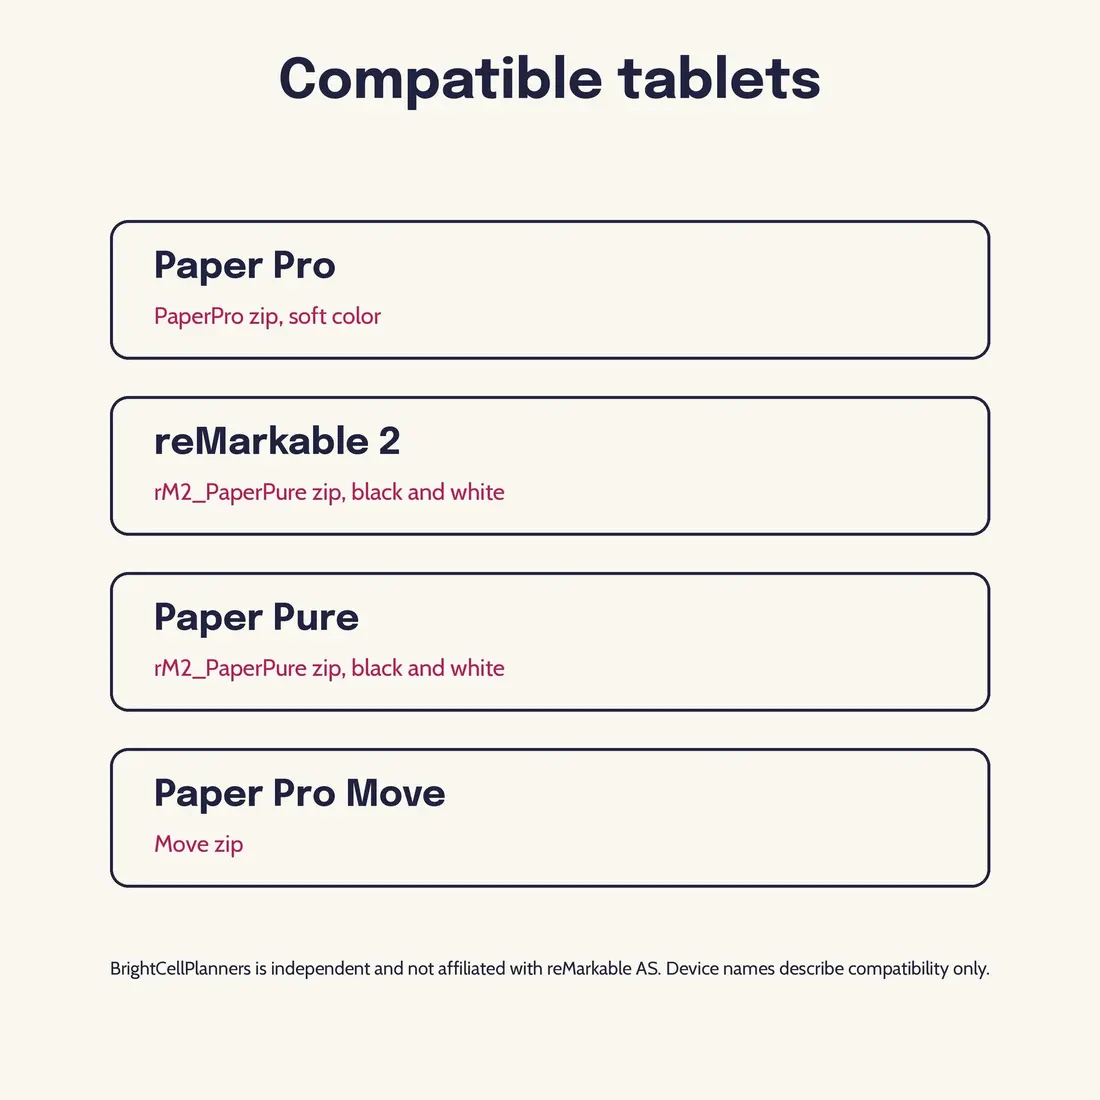 Compatible tablets
Paper Pro
PaperPro zip, soft color
reMarkable 2
rM2_PaperPure zip, black and white
Paper Pure
rM2_PaperPure zip, black and white
Paper Pro Move
Move zip
BrightCellPlanners is independent and not affiliated with reMarkable AS. Device names describe compatibility only.